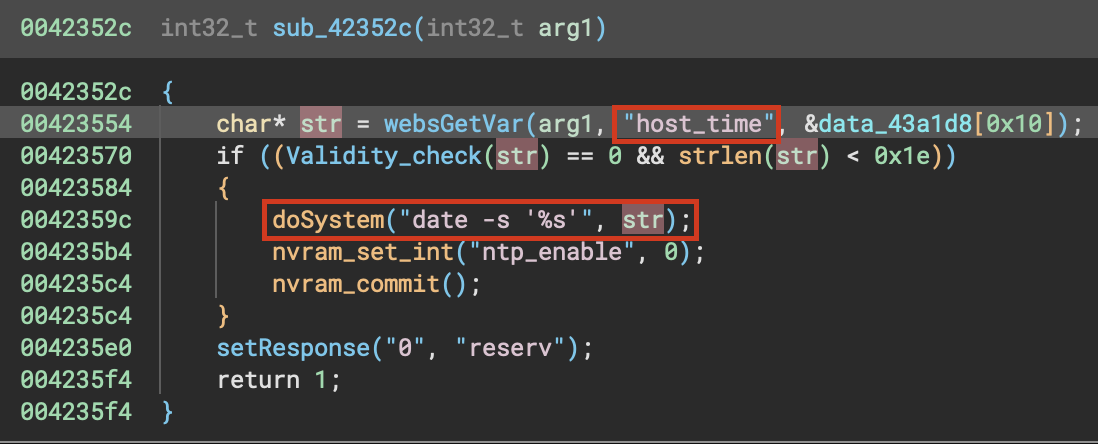 0042352c int32_t sub_42352c(int32_t arg1)
0042352c {
00423554 char* str = websGetVar(arg1, "host_time", &data_43a1d8[0x10]);
00423570 if ((Validity_check(str) == 0 && strlen(str) < 0x1e))
00423584 {
0042359c doSystem("date -s '%s'", str);
004235b4 nvram_set_int("ntp_enable", 0);
004235c4 nvram_commit();
004235c4 }
004235e0 setResponse("0", "reserv");
004235f4 return 1;
004235f4 }